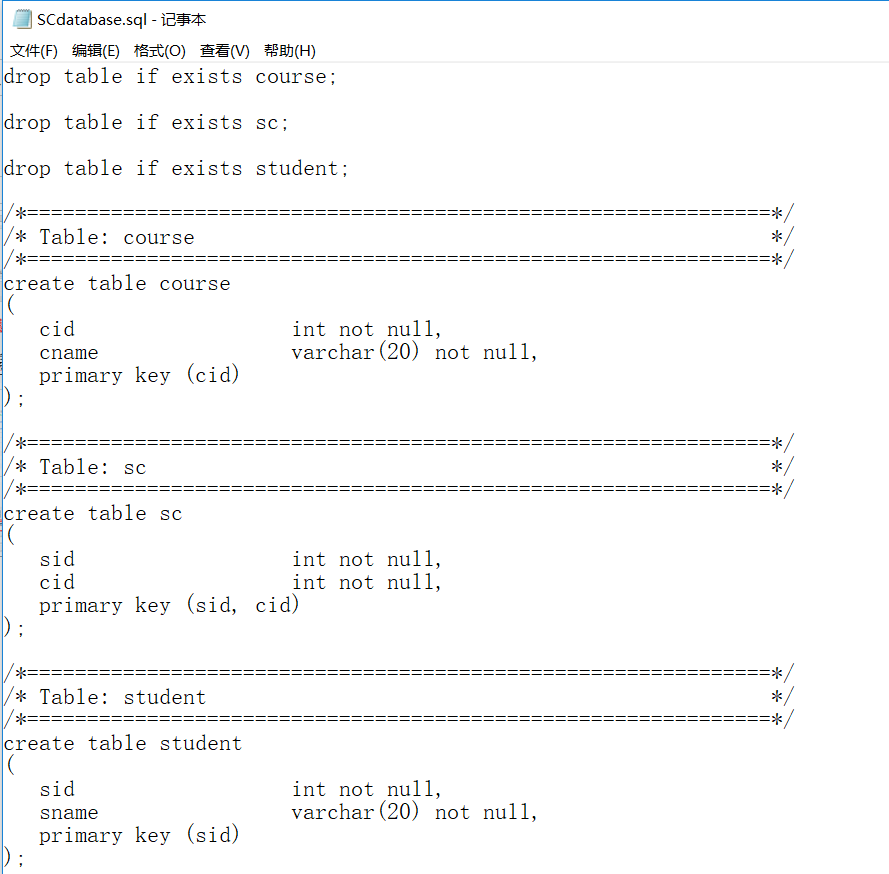 SCdatabase.sql - 记事本
文件(F) 编辑(E) 格式(O) 查看(V) 帮助(H)
drop table if exists course;
drop table if exists sc;
drop table if exists student;
/*==============================================================*/
/* Table: course                                                */
/*==============================================================*/
create table course
(
   cid                  int not null,
   cname                varchar(20) not null,
   primary key (cid)
);
/*==============================================================*/
/* Table: sc                                                    */
/*==============================================================*/
create table sc
(
   sid                  int not null,
   cid                  int not null,
   primary key (sid, cid)
);
/*==============================================================*/
/* Table: student                                               */
/*==============================================================*/
create table student
(
   sid                  int not null,
   sname                varchar(20) not null,
   primary key (sid)
);